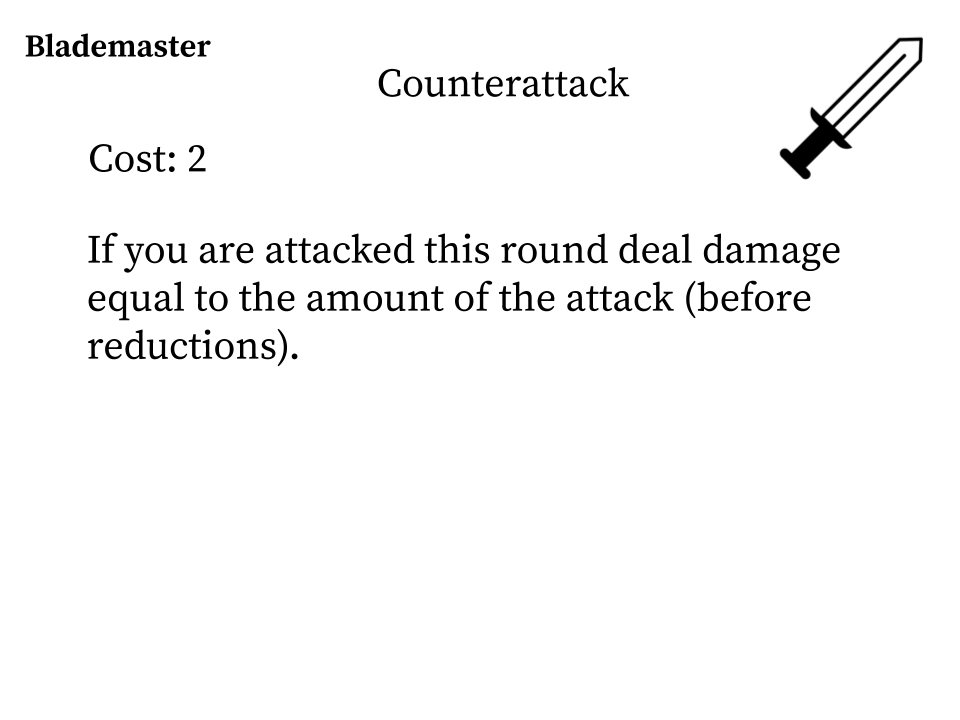 Blademaster
Counterattack
Cost: 2
If you are attacked this round deal damage
equal to the amount of the attack (before
reductions).